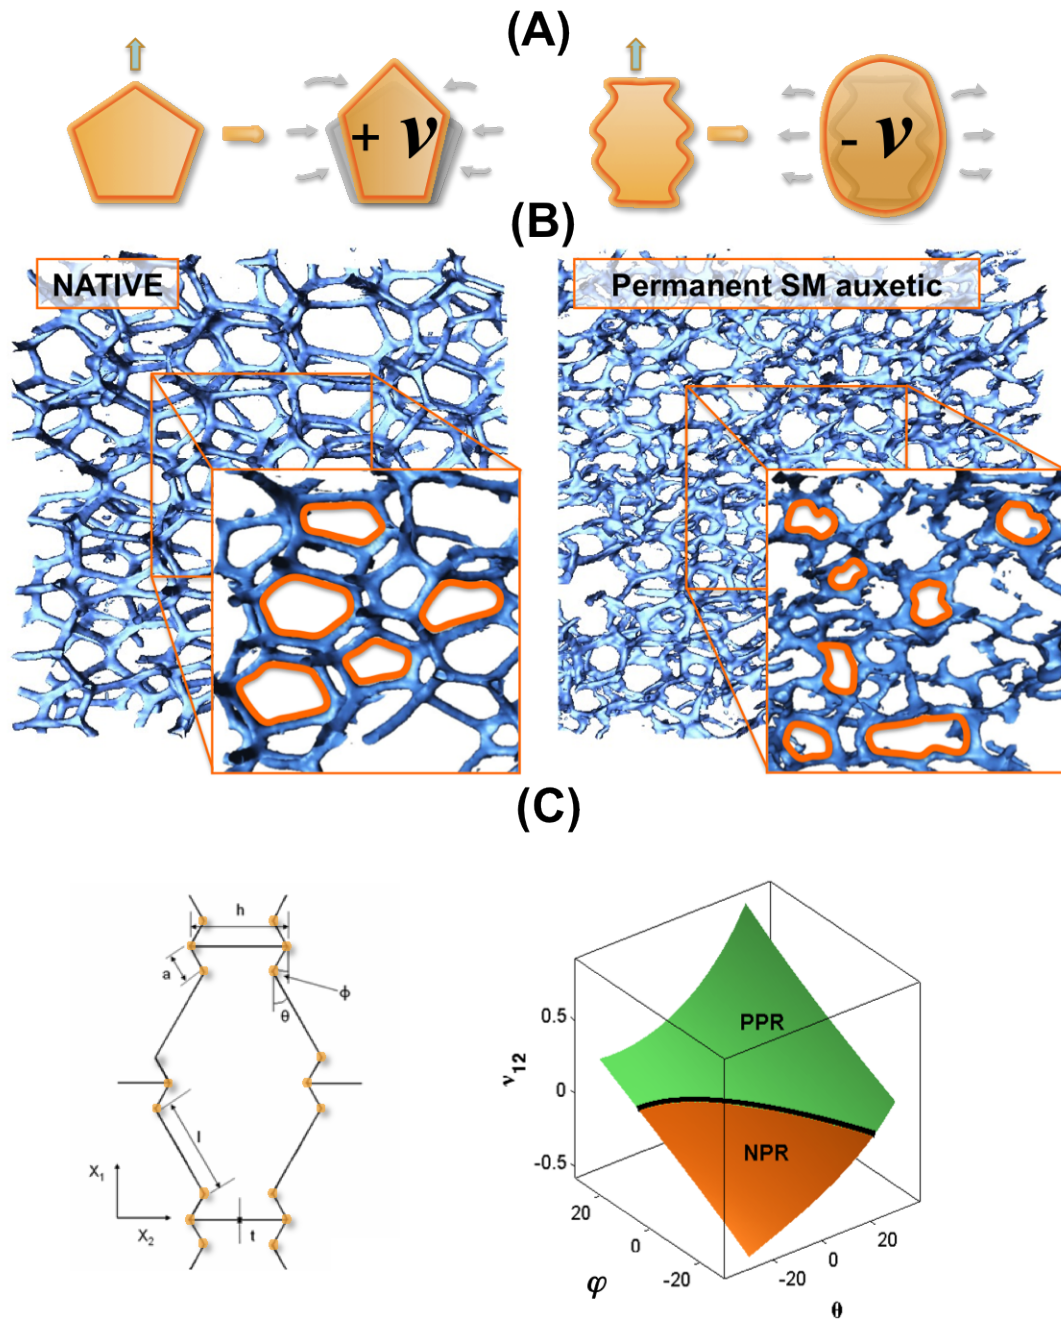 (A)
+ ν
- ν
(B)
NATIVE
Permanent SM auxetic
(C)
h
a
ϕ
θ
l
X1
X2
t
ν12
0.5
0
-0.5
PPR
NPR
20
0
-20
φ
-20
0
20
θ